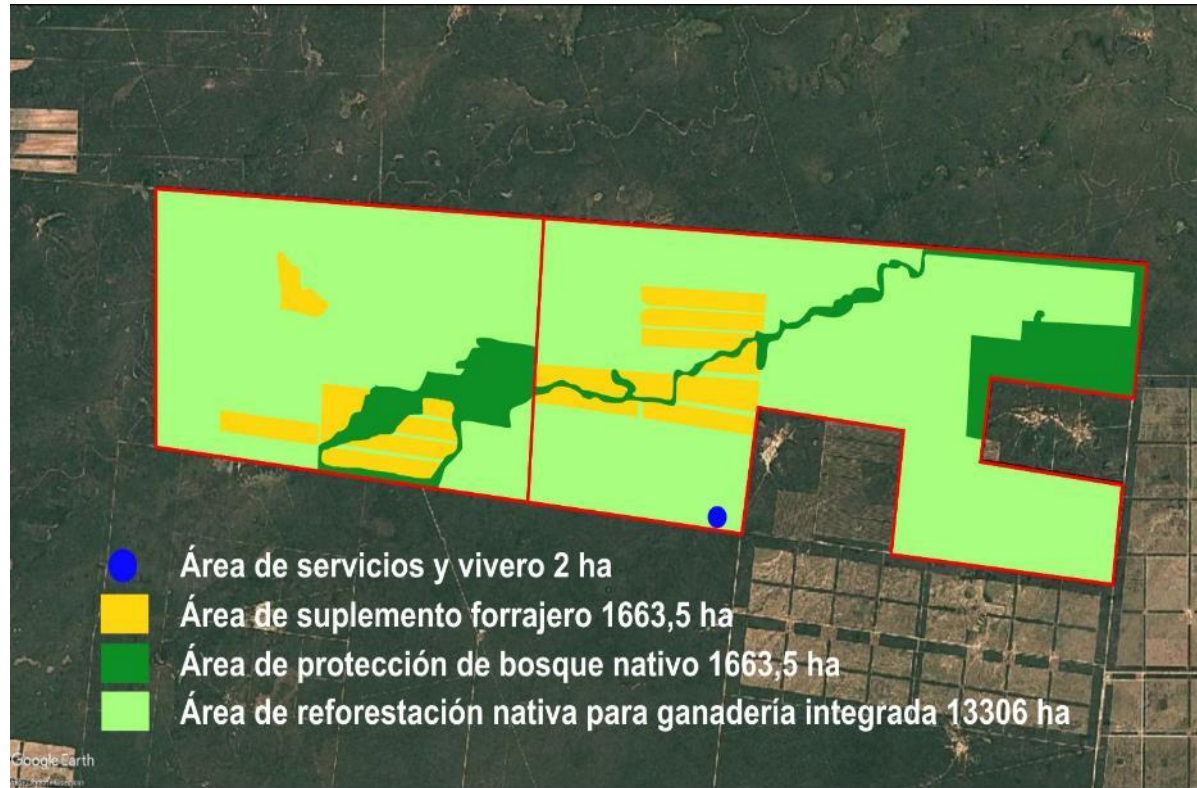 Área de servicios y vivero 2 ha
Área de suplemento forrajero 1663,5 ha
Área de protección de bosque nativo 1663,5 ha
Área de reforestación nativa para ganadería integrada 13306 ha
Google Earth